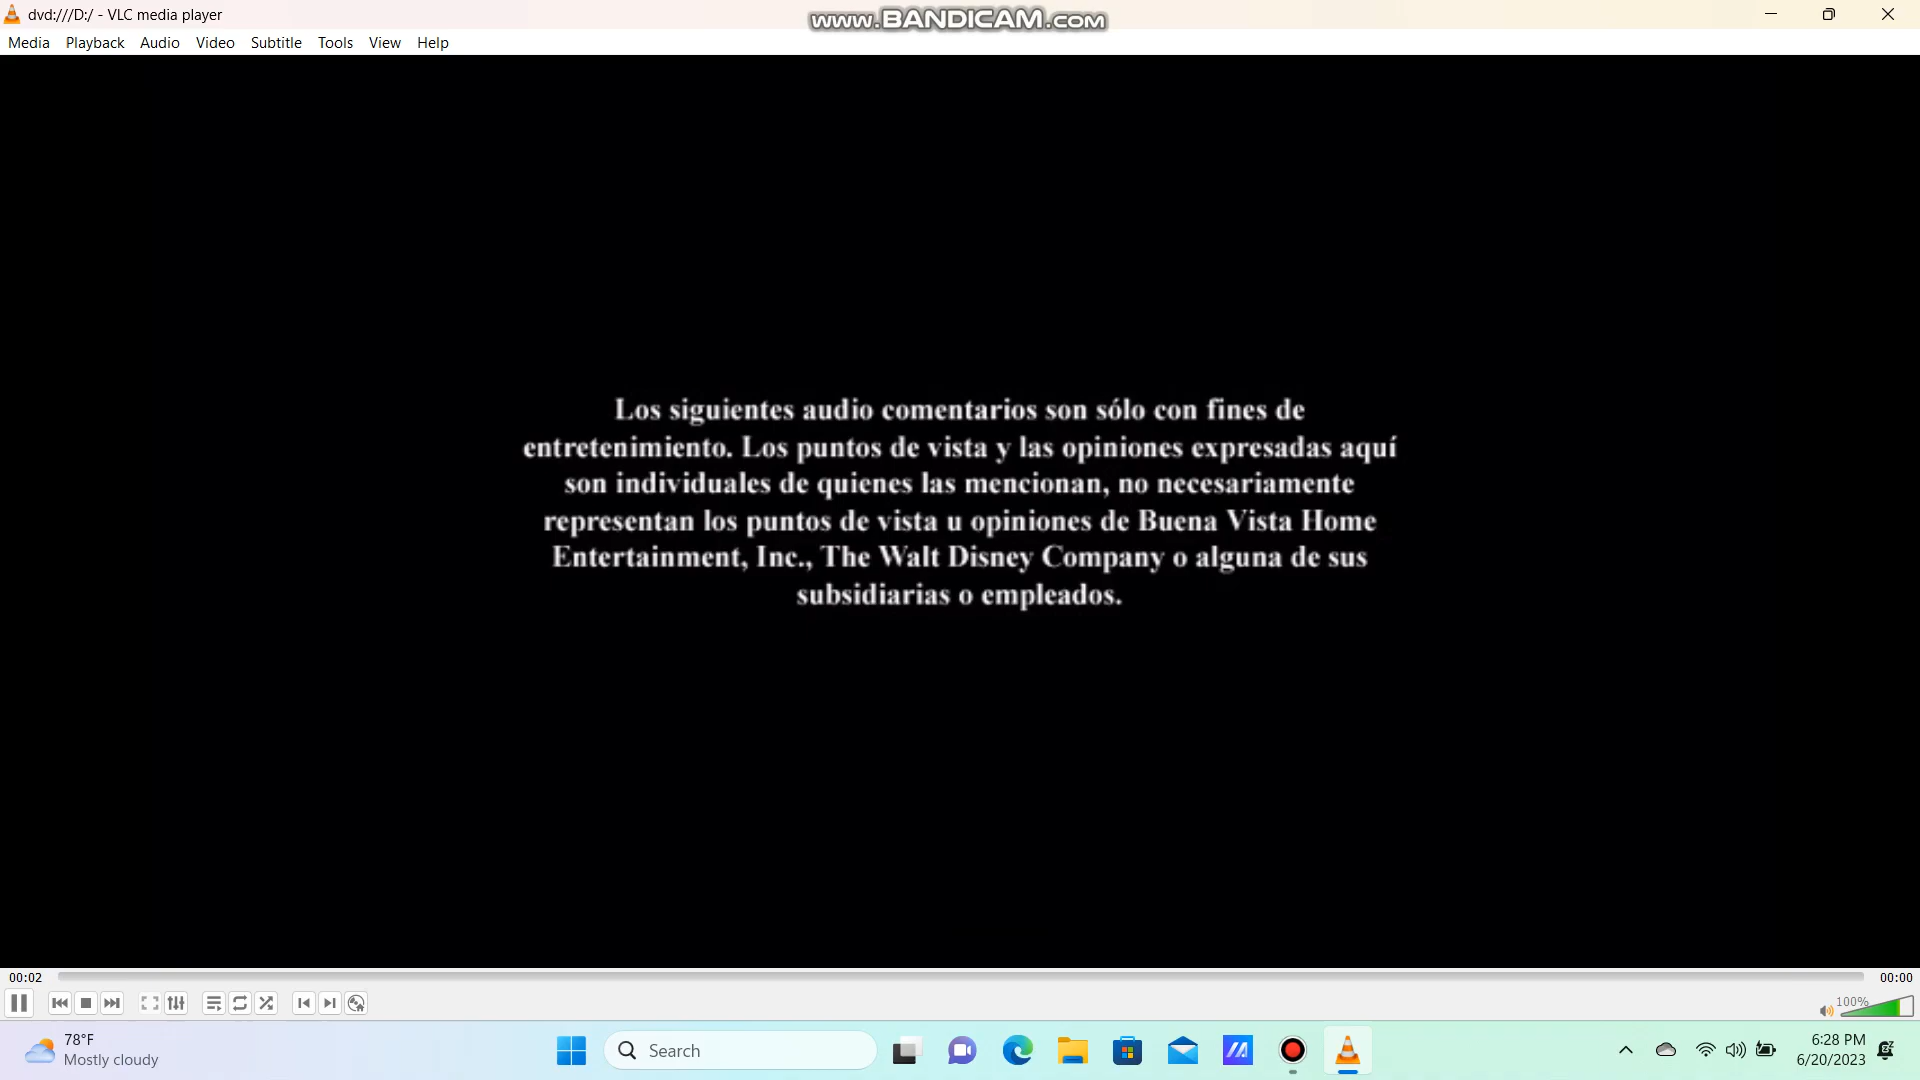 dvd:///D:/ - VLC media player
www.BANDICAM.com
Media Playback Audio Video Subtitle Tools View Help
Los siguientes audio comentarios son sólo con fines de
entretenimiento. Los puntos de vista y las opiniones expresadas aquí
son individuales de quienes las mencionan, no necesariamente
representan los puntos de vista u opiniones de Buena Vista Home
Entertainment, Inc., The Walt Disney Company o alguna de sus
subsidiarias o empleados.
00:02 00:00
100%
78°F
Mostly cloudy
Search
6:28 PM
6/20/2023